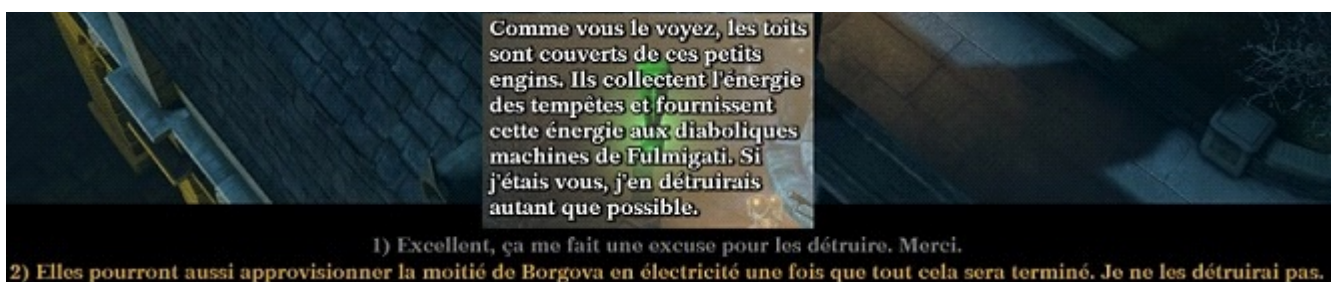 Comme vous le voyez, les toits
sont couverts de ces petits
engins. Ils collectent l'énergie
des tempêtes et fournissent
cette énergie aux diaboliques
machines de Fulmigati. Si
j'étais vous, j'en détruirais
autant que possible.
1) Excellent, ça me fait une excuse pour les détruire. Merci.
2) Elles pourront aussi approvisionner la moitié de Borgova en électricité une fois que tout cela sera terminé. Je ne les détruirai pas.